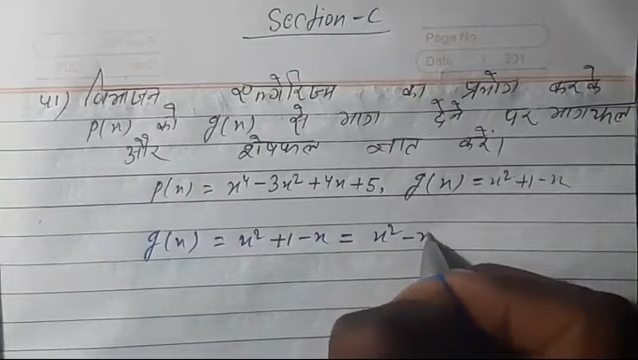 Section-C
Page No.
Date / 201
41) विभाजन एल्गोरिज्म का प्रयोग करके
p(x) को g(x) से भाग देने पर भागफल
और शेषफल ज्ञात करें।
p(x) = x⁴ - 3x² + 4x + 5, g(x) = x² + 1 - x
g(x) = x² + 1 - x = x² - x